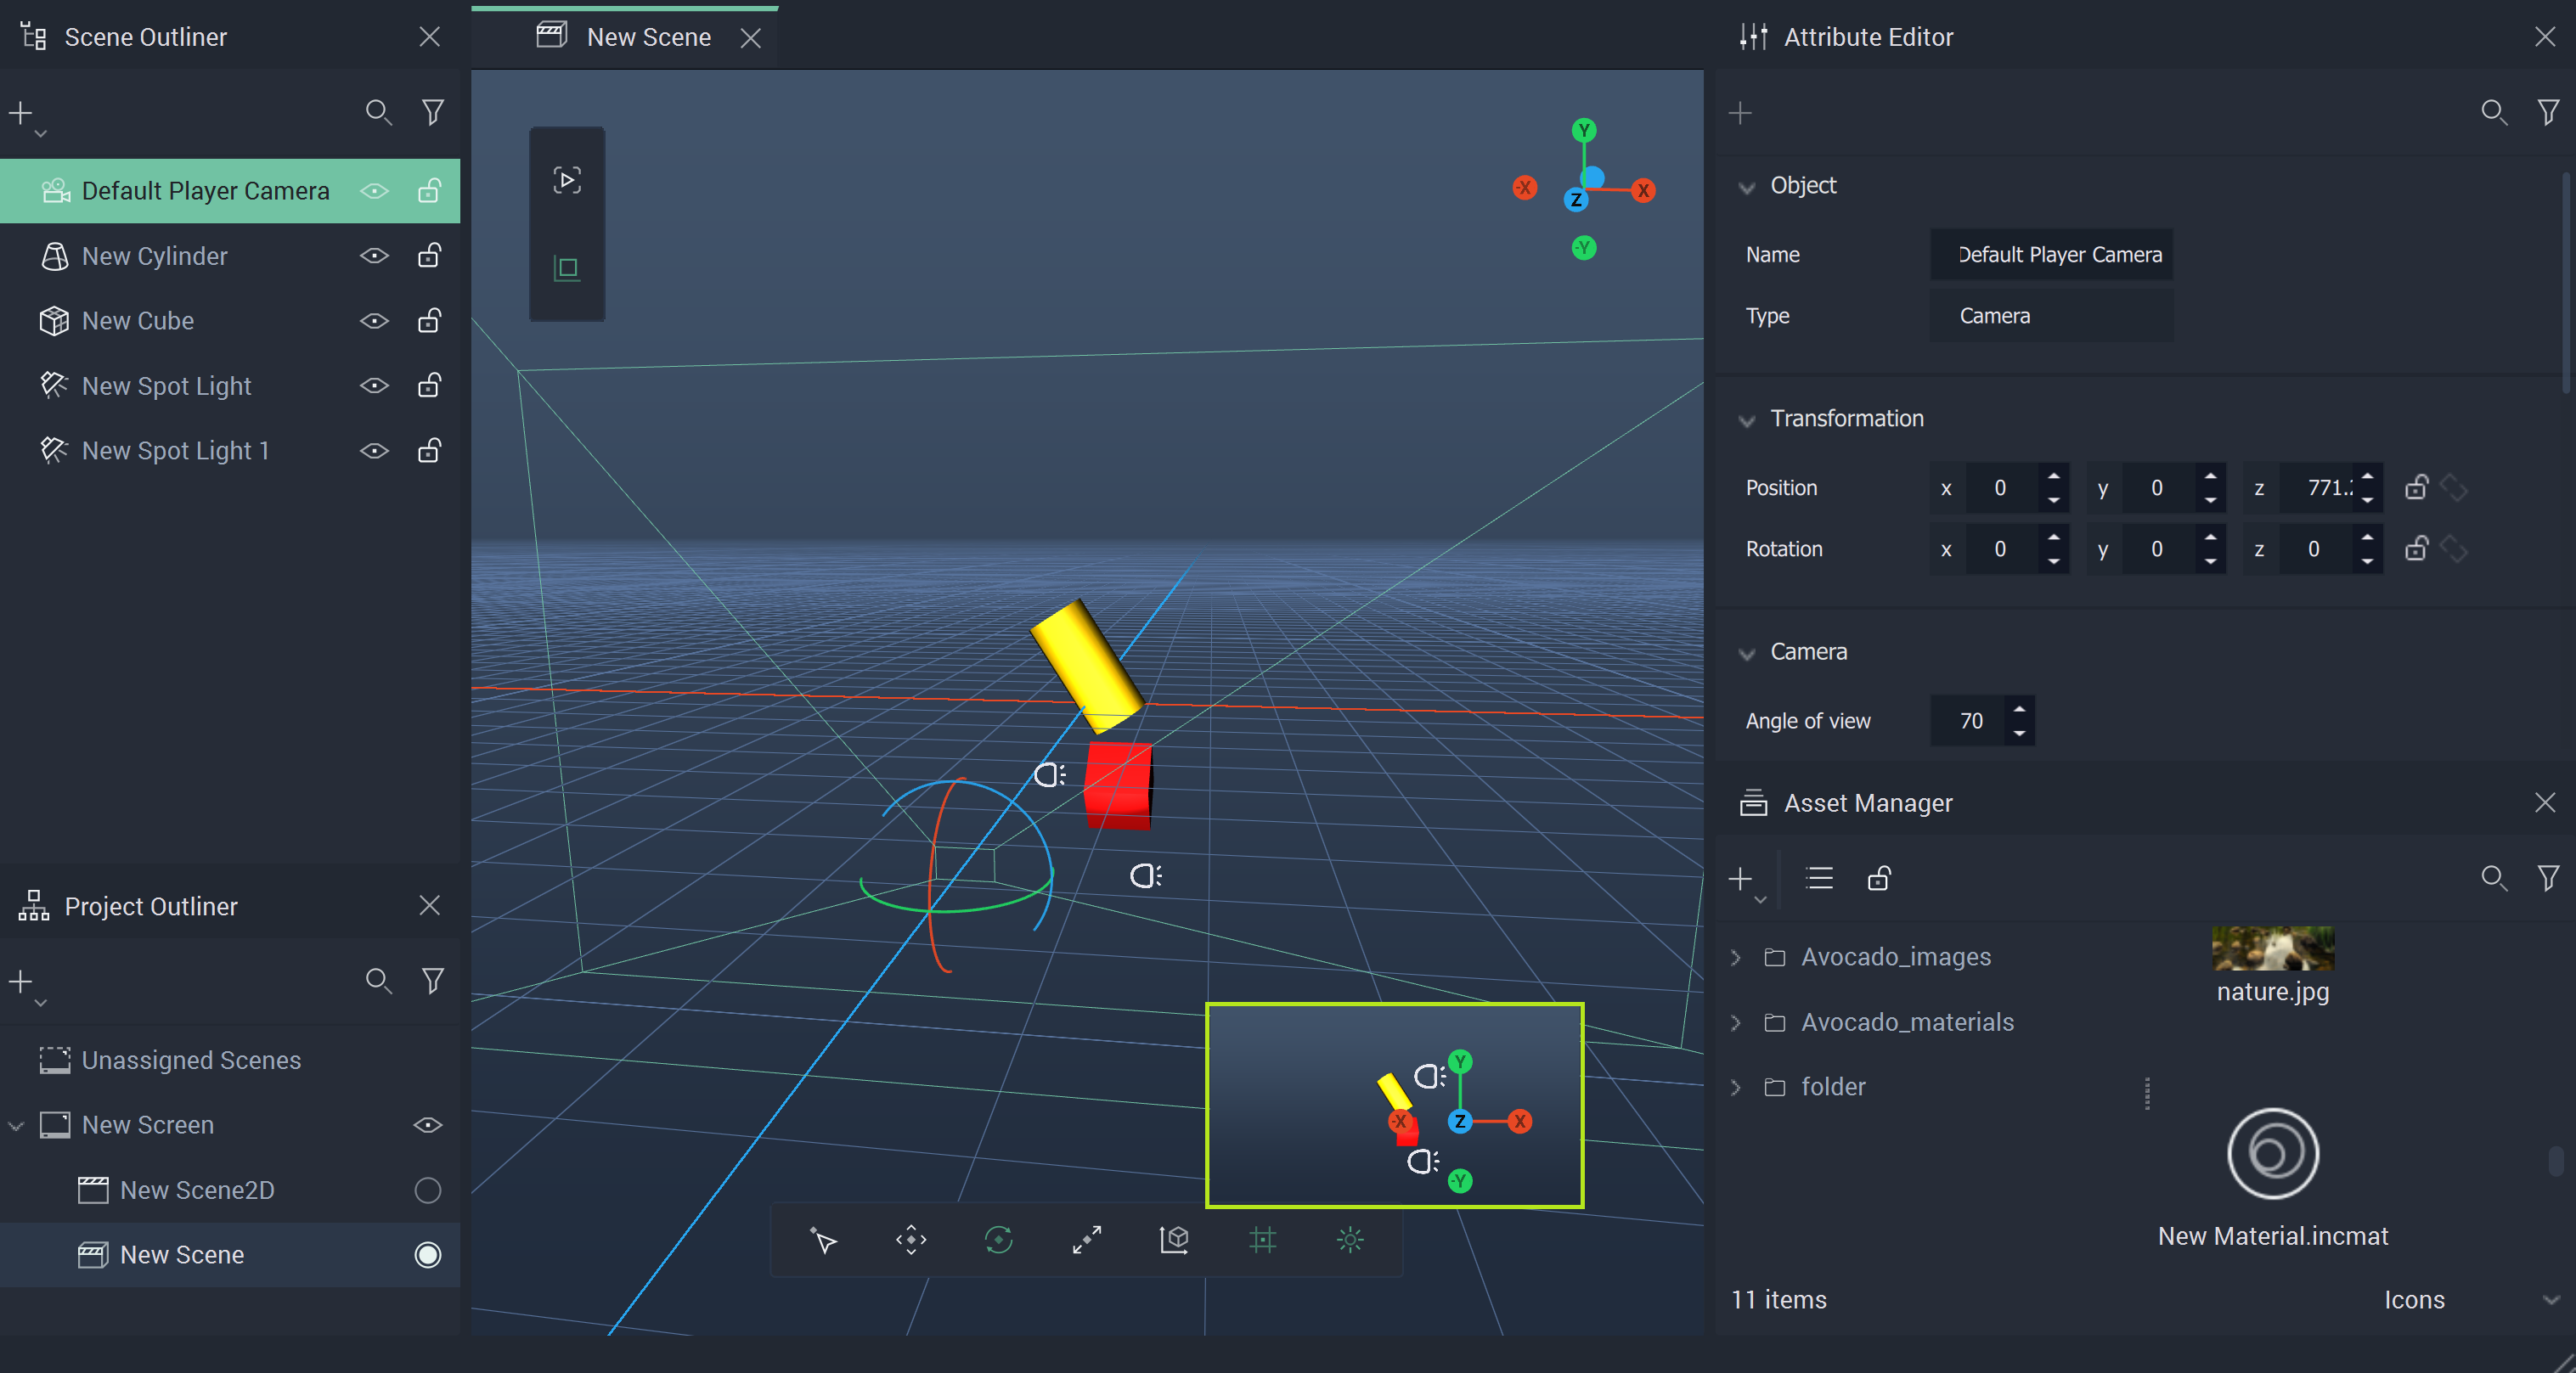 Scene Outliner
Default Player Camera
New Cylinder
New Cube
New Spot Light
New Spot Light 1
Project Outliner
Unassigned Scenes
New Screen
New Scene2D
New Scene
New Scene
Y
-X
X
Z
-Y
Y
-X
Z
X
-Y
Attribute Editor
Object
Name
Default Player Camera
Type
Camera
Transformation
Position x 0 y 0 z 771.
Rotation x 0 y 0 z 0
Camera
Angle of view 70
Asset Manager
Avocado_images
Avocado_materials
folder
nature.jpg
New Material.incmat
11 items
Icons